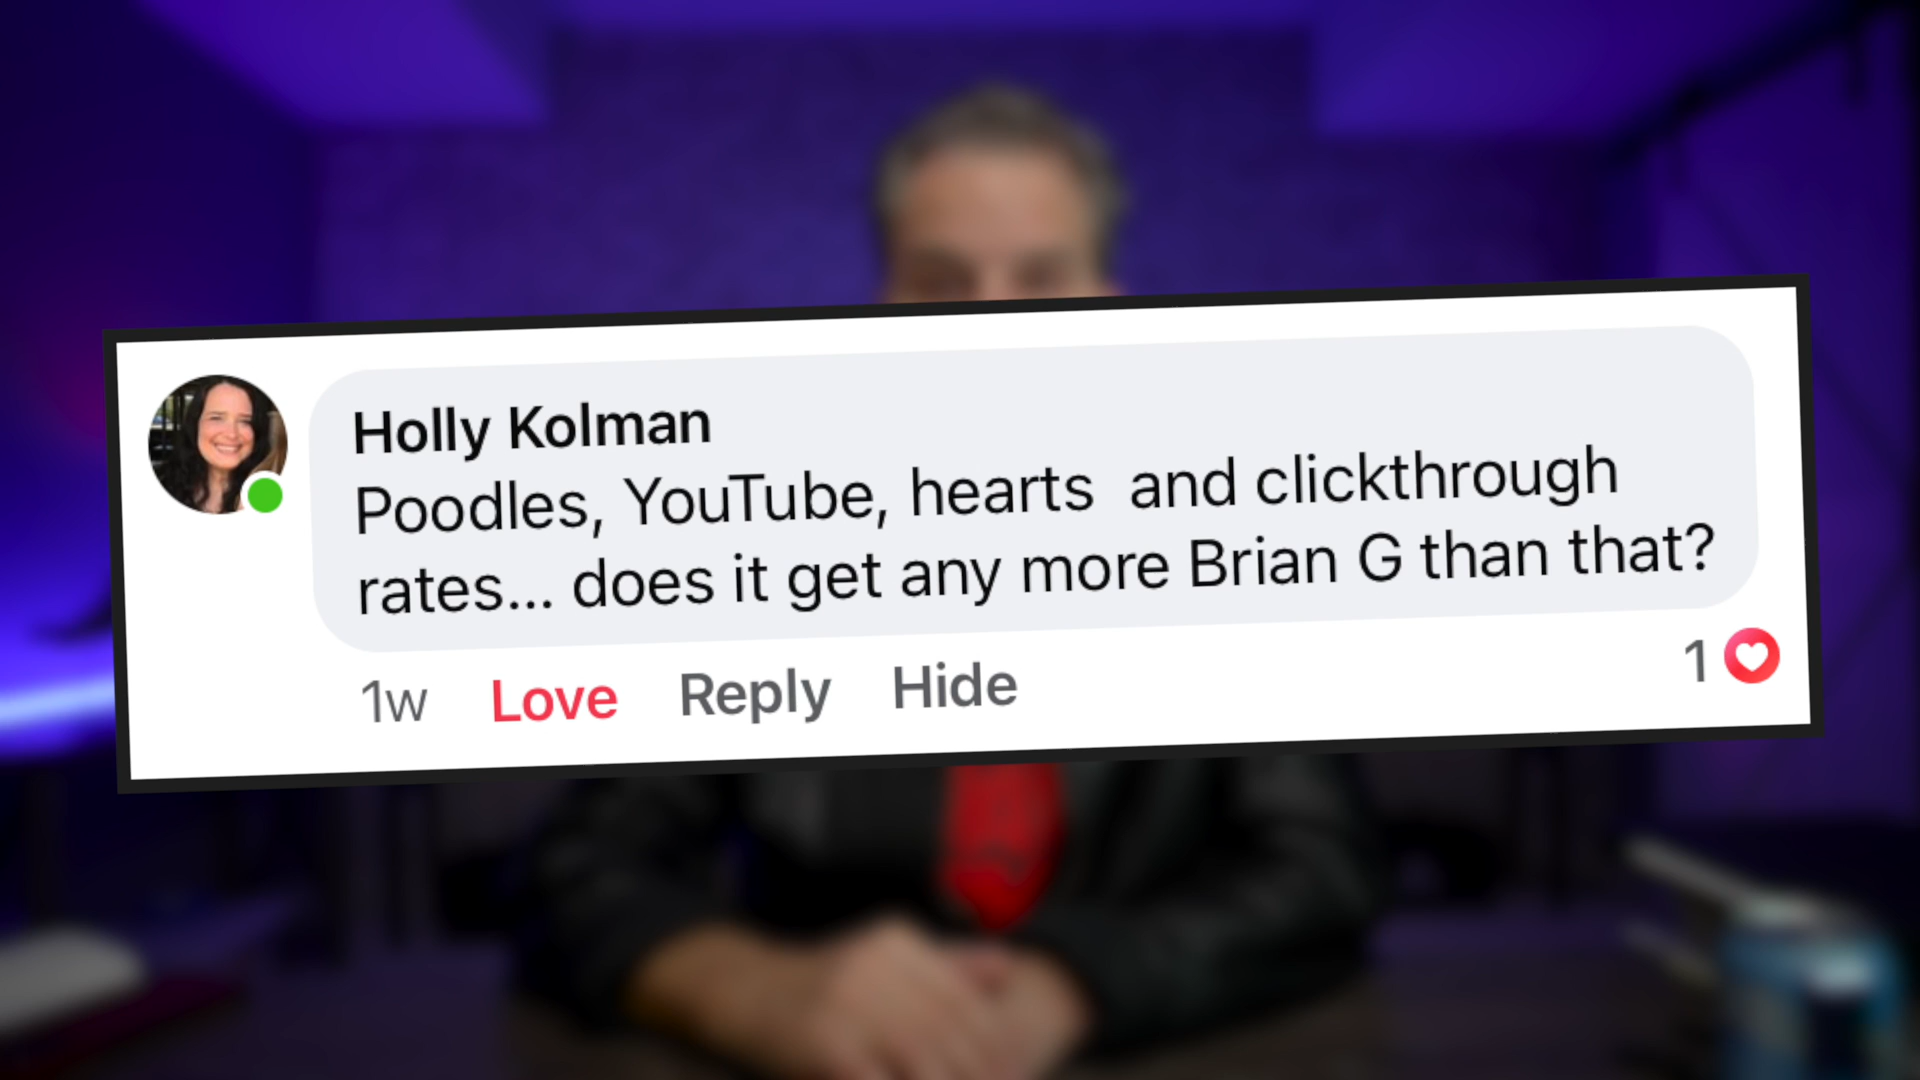 Holly Kolman
Poodles, YouTube, hearts  and clickthrough
rates... does it get any more Brian G than that?
1w Love Reply Hide 1